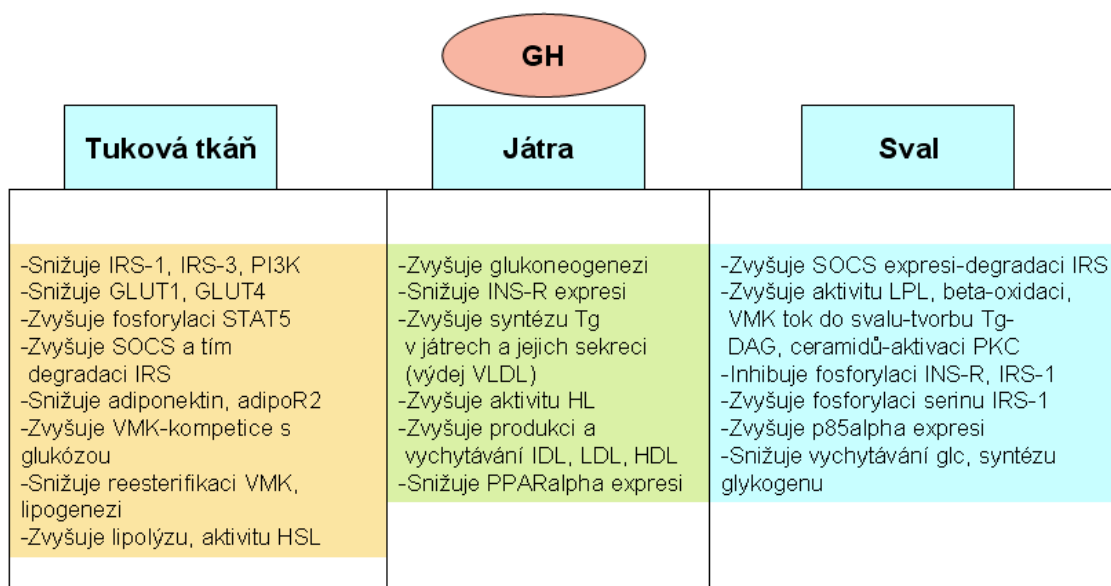 GH
Tuková tkáň
Játra
Sval
-Snižuje IRS-1, IRS-3, PI3K
-Snižuje GLUT1, GLUT4
-Zvyšuje fosforylaci STAT5
-Zvyšuje SOCS a tím
degradaci IRS
-Snižuje adiponektin, adipoR2
-Zvyšuje VMK-kompetice s
glukózou
-Snižuje reesterifikaci VMK,
lipogenezi
-Zvyšuje lipolýzu, aktivitu HSL
-Zvyšuje glukoneogenezi
-Snižuje INS-R expresi
-Zvyšuje syntézu Tg
v játrech a jejich sekreci
(výdej VLDL)
-Zvyšuje aktivitu HL
-Zvyšuje produkci a
vychytávání IDL, LDL, HDL
-Snižuje PPARalpha expresi
-Zvyšuje SOCS expresi-degradaci IRS
-Zvyšuje aktivitu LPL, beta-oxidaci,
VMK tok do svalu-tvorbu Tg-
DAG, ceramidů-aktivaci PKC
-Inhibuje fosforylaci INS-R, IRS-1
-Zvyšuje fosforylaci serinu IRS-1
-Zvyšuje p85alpha expresi
-Snižuje vychytávání glc, syntézu
glykogenu